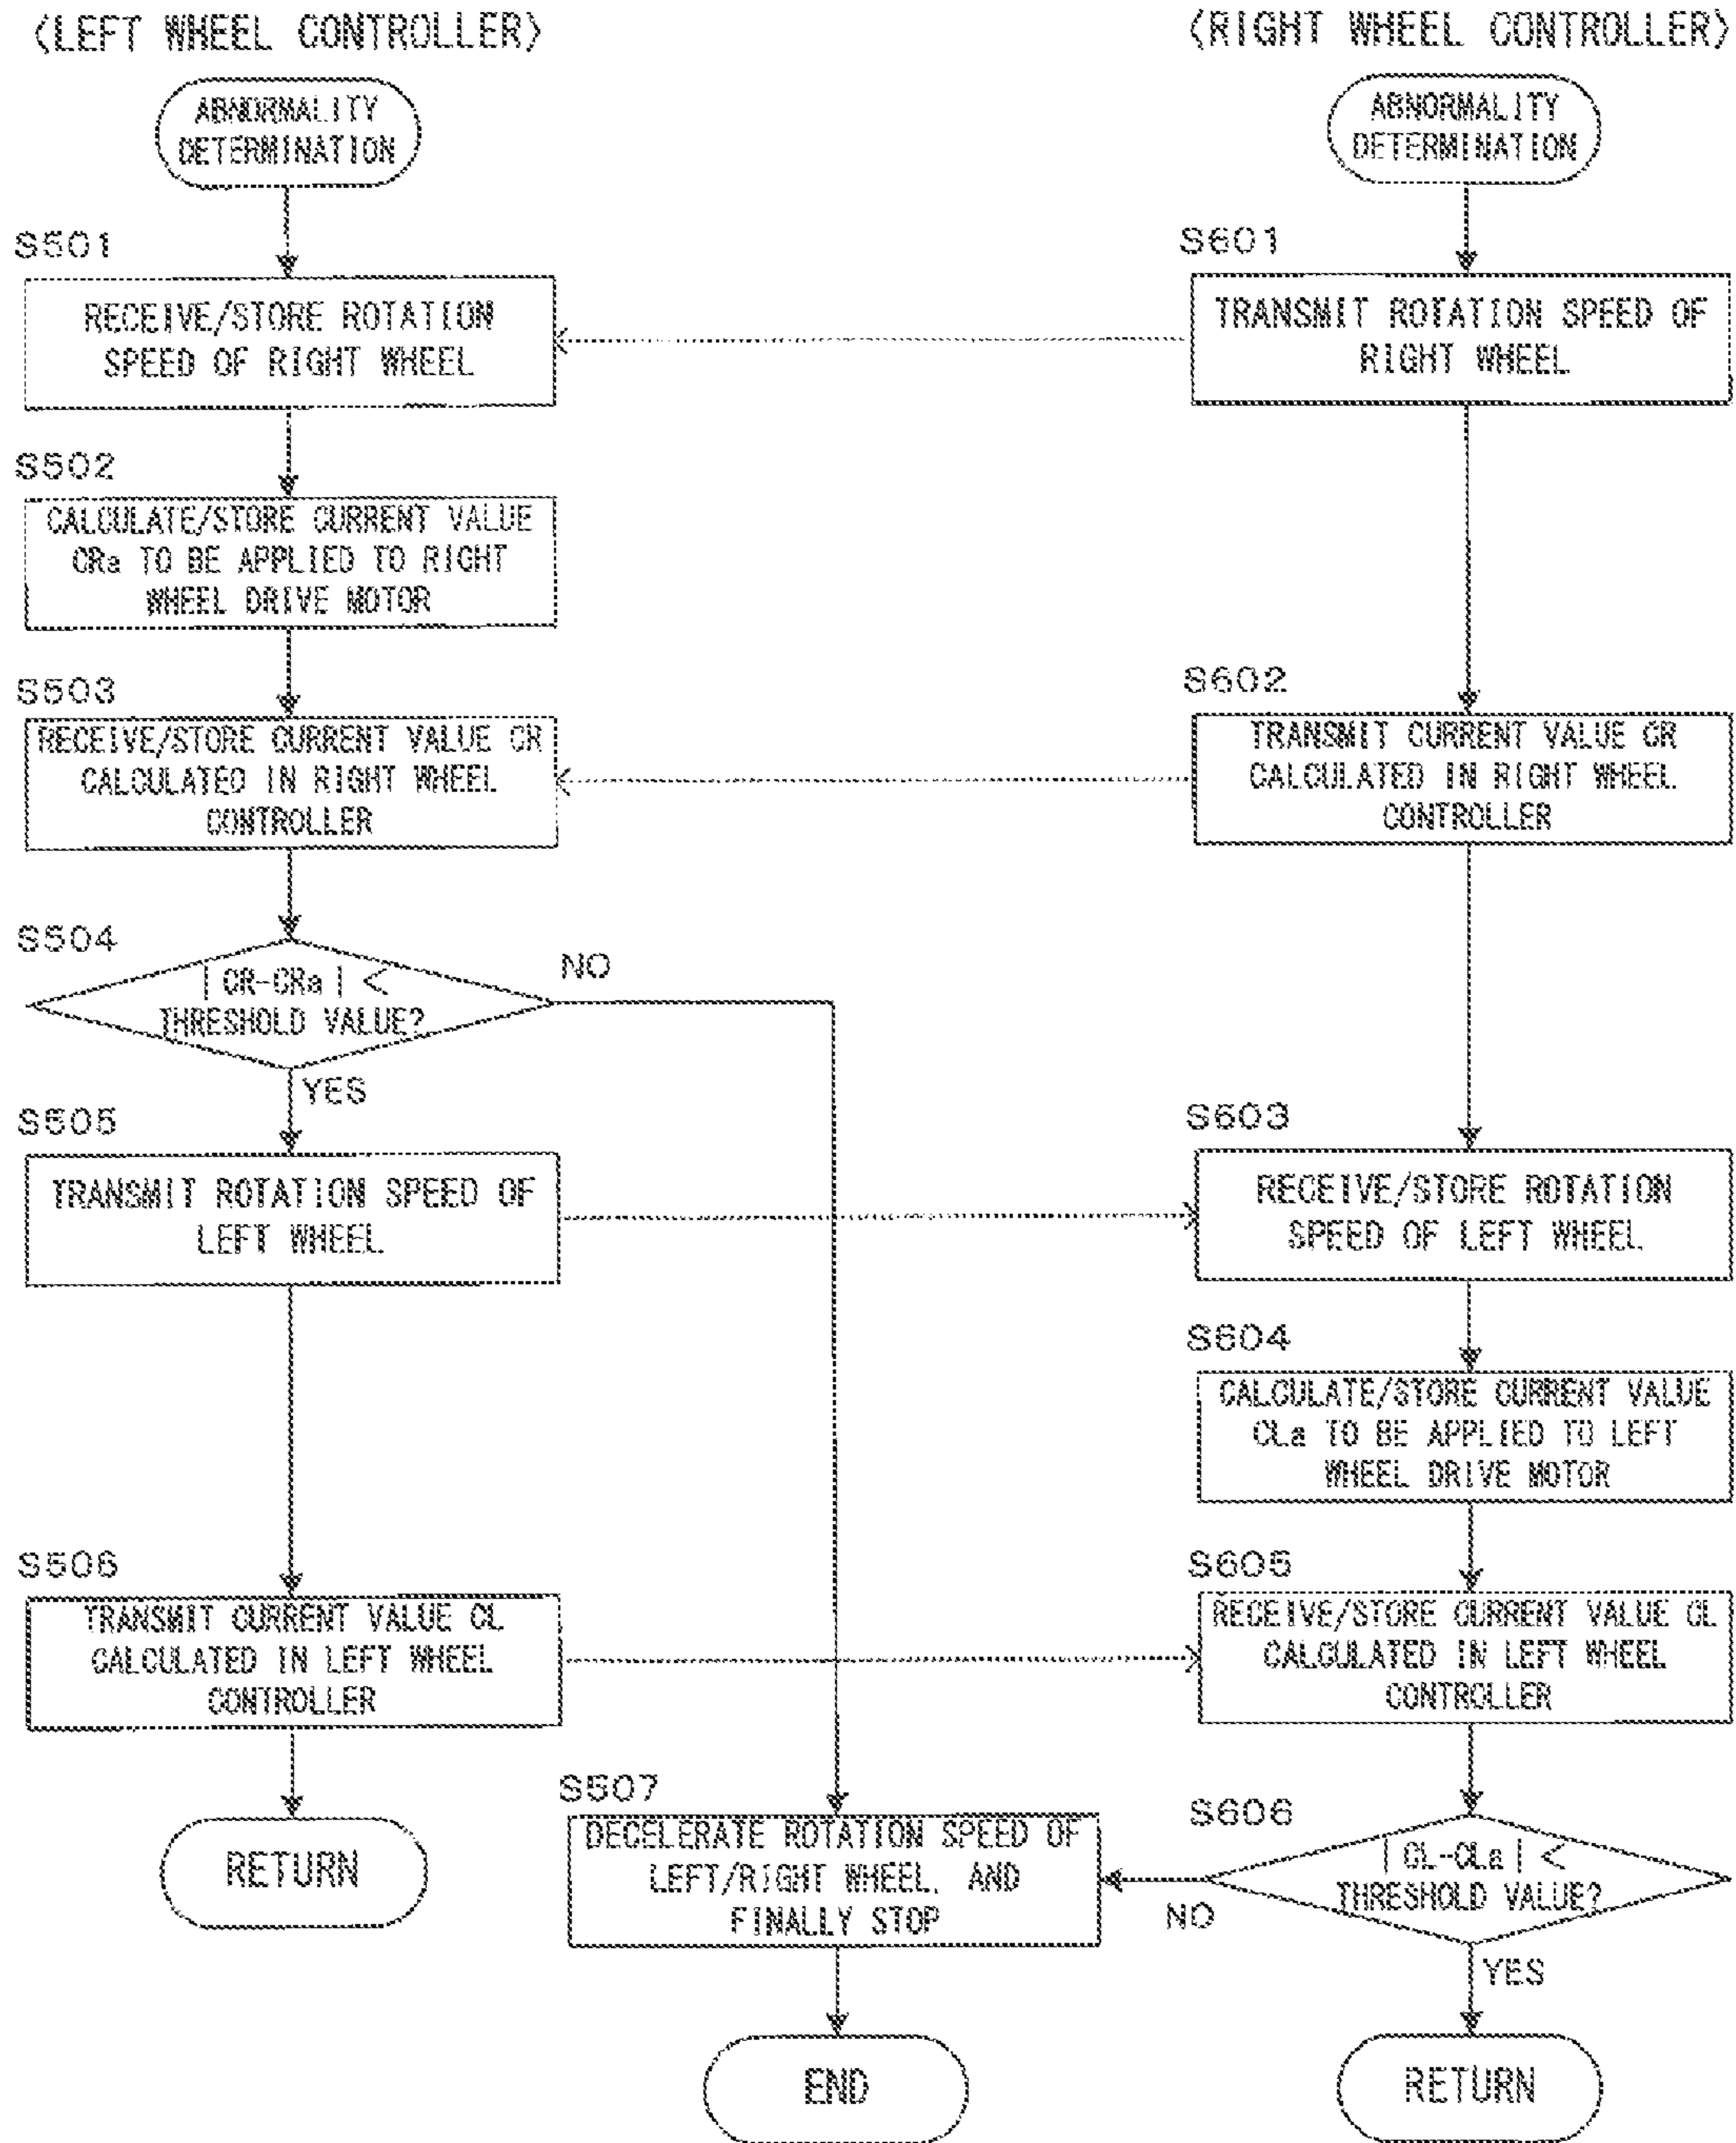 <LEFT WHEEL CONTROLLER>
ABNORMALITY
DETERMINATION
S501
RECEIVE/STORE ROTATION
SPEED OF RIGHT WHEEL
S502
CALCULATE/STORE CURRENT VALUE
CRa TO BE APPLIED TO RIGHT
WHEEL DRIVE MOTOR
S503
RECEIVE/STORE CURRENT VALUE CR
CALCULATED IN RIGHT WHEEL
CONTROLLER
S504
| CR-CRa | <
THRESHOLD VALUE?
NO
YES
S505
TRANSMIT ROTATION SPEED OF
LEFT WHEEL
S506
TRANSMIT CURRENT VALUE CL
CALCULATED IN LEFT WHEEL
CONTROLLER
RETURN
S507
DECELERATE ROTATION SPEED OF
LEFT/RIGHT WHEEL, AND
FINALLY STOP
END
<RIGHT WHEEL CONTROLLER>
ABNORMALITY
DETERMINATION
S601
TRANSMIT ROTATION SPEED OF
RIGHT WHEEL
S602
TRANSMIT CURRENT VALUE CR
CALCULATED IN RIGHT WHEEL
CONTROLLER
S603
RECEIVE/STORE ROTATION
SPEED OF LEFT WHEEL
S604
CALCULATE/STORE CURRENT VALUE
CLa TO BE APPLIED TO LEFT
WHEEL DRIVE MOTOR
S605
RECEIVE/STORE CURRENT VALUE CL
CALCULATED IN LEFT WHEEL
CONTROLLER
S606
| CL-CLa | <
THRESHOLD VALUE?
NO
YES
RETURN